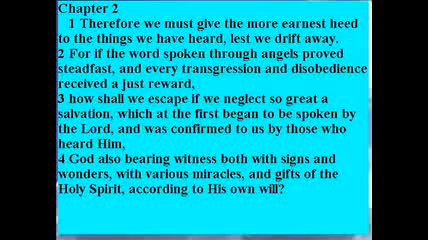 Chapter 2
1 Therefore we must give the more earnest heed
to the things we have heard, lest we drift away.
2 For if the word spoken through angels proved
steadfast, and every transgression and disobedience
received a just reward,
3 how shall we escape if we neglect so great a
salvation, which at the first began to be spoken by
the Lord, and was confirmed to us by those who
heard Him,
4 God also bearing witness both with signs and
wonders, with various miracles, and gifts of the
Holy Spirit, according to His own will?